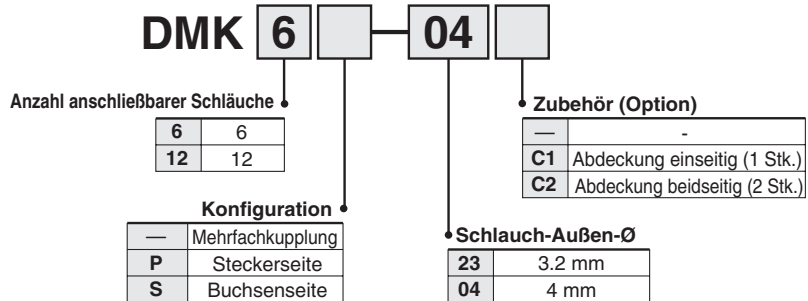 DMK 6 — 04
Anzahl anschließbarer Schläuche
6 6
12 12
Zubehör (Option)
— -
C1 Abdeckung einseitig (1 Stk.)
C2 Abdeckung beidseitig (2 Stk.)
Konfiguration
— Mehrfachkupplung
P Steckerseite
S Buchsenseite
Schlauch-Außen-Ø
23 3.2 mm
04 4 mm